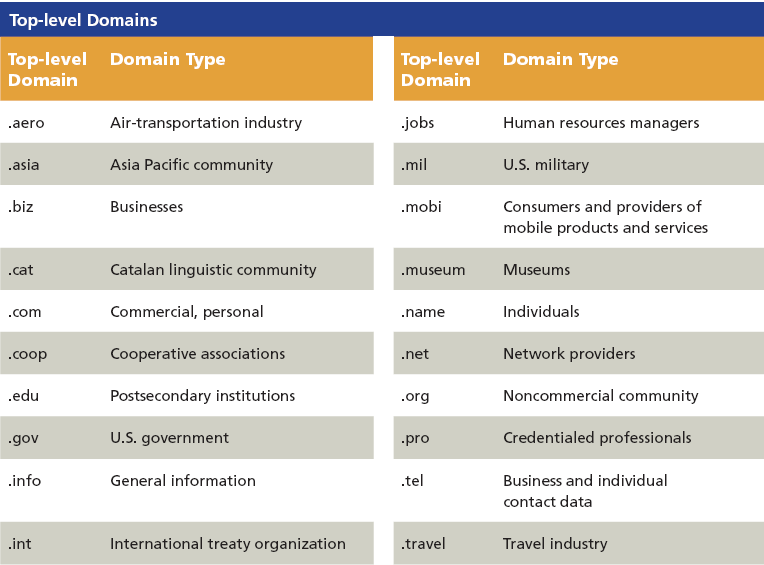 Top-level Domains
Top-level Domain Type
Domain
.aero Air-transportation industry
.asia Asia Pacific community
.biz Businesses
.cat Catalan linguistic community
.com Commercial, personal
.coop Cooperative associations
.edu Postsecondary institutions
.gov U.S. government
.info General information
.int International treaty organization
Top-level Domain Type
Domain
.jobs Human resources managers
.mil U.S. military
.mobi Consumers and providers of
mobile products and services
.museum Museums
.name Individuals
.net Network providers
.org Noncommercial community
.pro Credentialed professionals
.tel Business and individual
contact data
.travel Travel industry